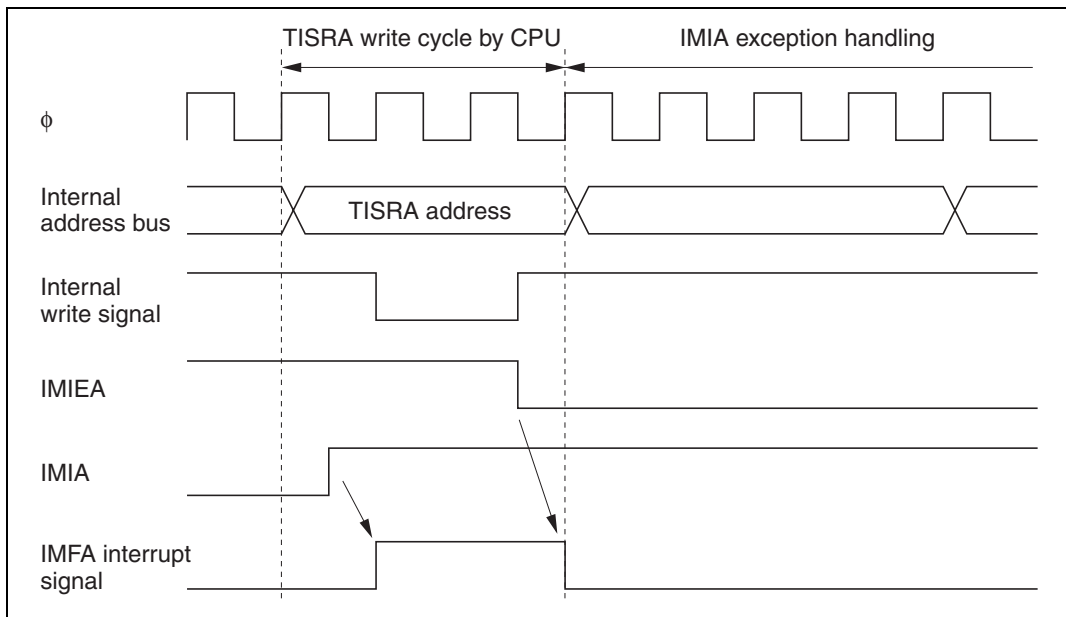 TISRA write cycle by CPU
IMIA exception handling
ϕ
Internal
address bus
TISRA address
Internal
write signal
IMIEA
IMIA
IMFA interrupt
signal